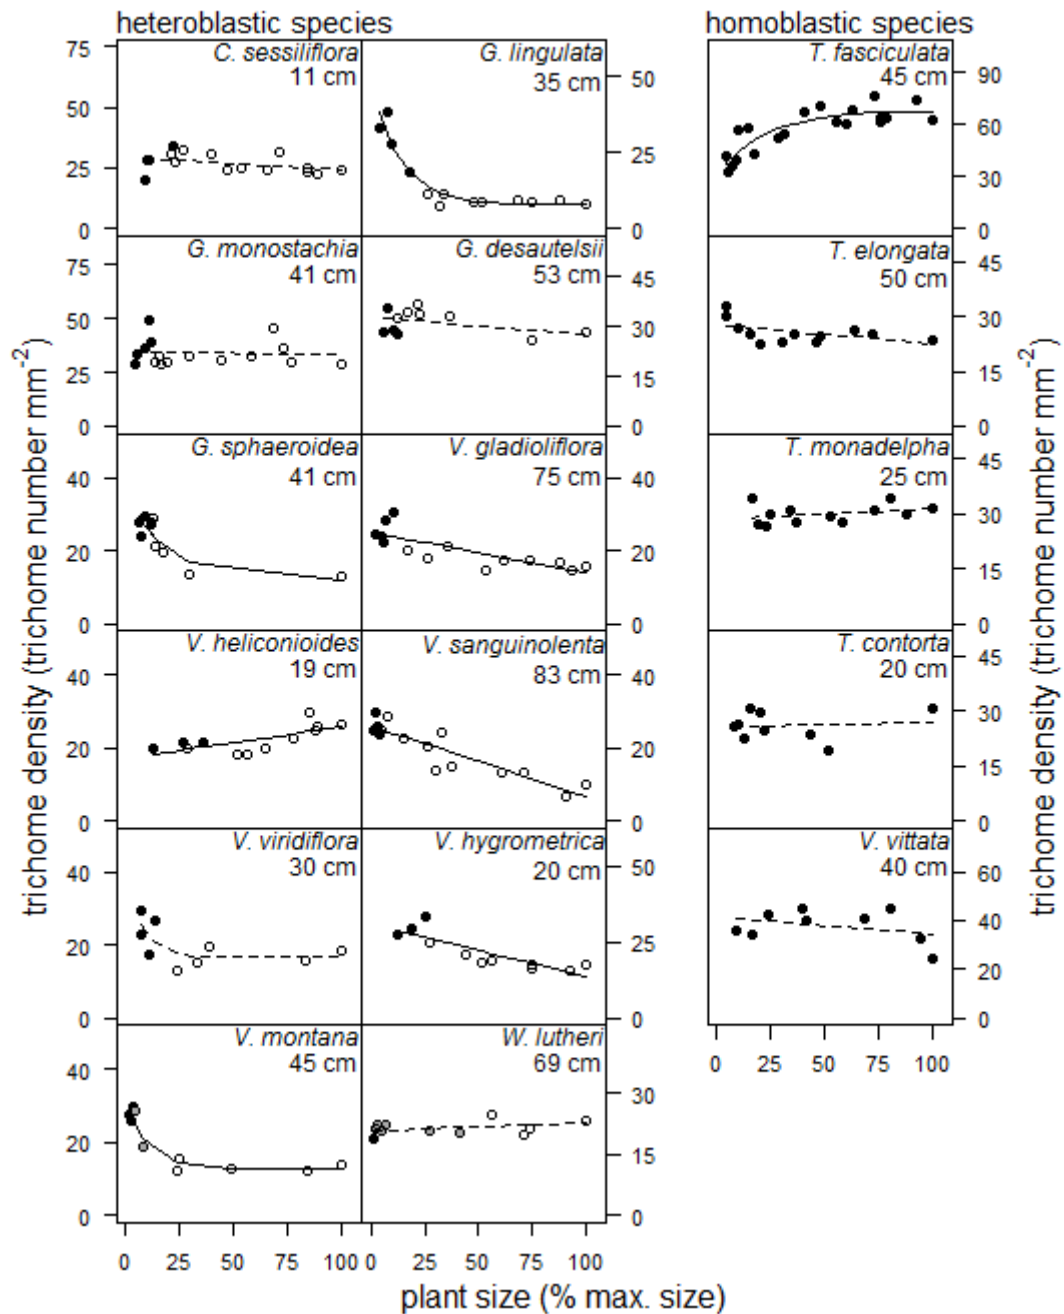 heteroblastic species
homoblastic species
C. sessiliflora
11 cm
75
50
25
0
G. lingulata
35 cm
50
25
0
T. fasciculata
45 cm
90
60
30
0
G. monostachia
41 cm
75
50
25
0
G. desautelsii
53 cm
45
30
15
0
T. elongata
50 cm
45
30
15
0
G. sphaeroidea
41 cm
40
20
0
V. gladioliflora
75 cm
40
20
0
T. monadelpha
25 cm
45
30
15
0
V. heliconioides
19 cm
40
20
0
V. sanguinolenta
83 cm
40
20
0
T. contorta
20 cm
45
30
15
0
V. viridiflora
30 cm
40
20
0
V. hygrometrica
20 cm
50
25
0
V. vittata
40 cm
60
40
20
0
V. montana
45 cm
40
20
0
W. lutheri
69 cm
30
15
0
0 25 50 75 100
0 25 50 75 100
0 25 50 75 100
plant size (% max. size)
trichome density (trichome number mm⁻²)
trichome density (trichome number mm⁻²)